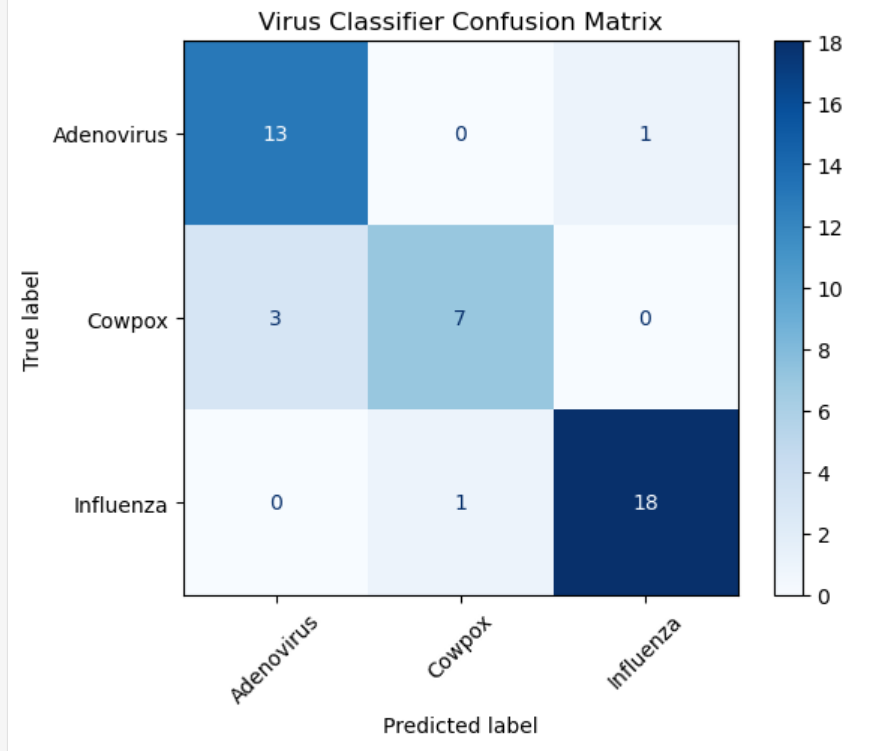 Virus Classifier Confusion Matrix
True label
Adenovirus 13 0 1
Cowpox 3 7 0
Influenza 0 1 18
Adenovirus Cowpox Influenza
Predicted label
18
16
14
12
10
8
6
4
2
0